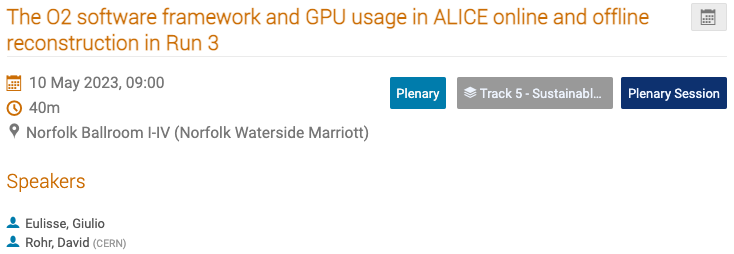 The O2 software framework and GPU usage in ALICE online and offline
reconstruction in Run 3
10 May 2023, 09:00
40m
Norfolk Ballroom I-IV (Norfolk Waterside Marriott)
Plenary
Track 5 - Sustainabl...
Plenary Session
Speakers
Eulisse, Giulio
Rohr, David (CERN)